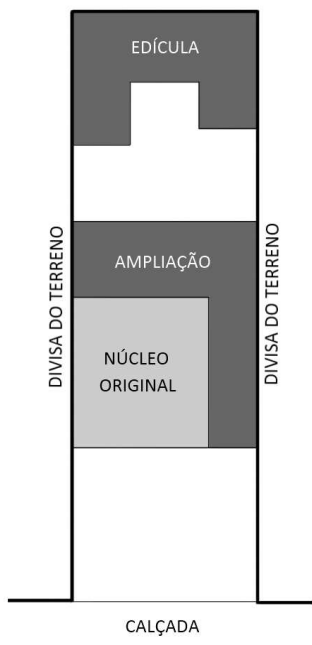 EDÍCULA
DIVISA DO TERRENO
AMPLIAÇÃO
DIVISA DO TERRENO
NÚCLEO
ORIGINAL
CALÇADA